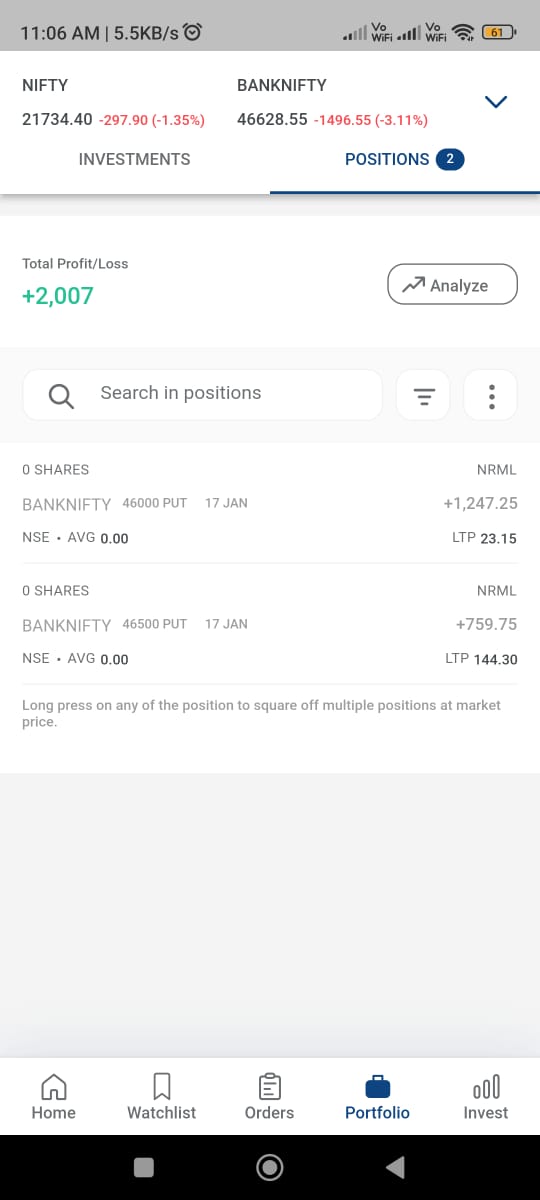 11:06 AM | 5.5KB/s Vo WiFi Vo WiFi 61
NIFTY BANKNIFTY
21734.40 -297.90 (-1.35%) 46628.55 -1496.55 (-3.11%)
INVESTMENTS POSITIONS 2
Total Profit/Loss
+2,007
Analyze
Search in positions
0 SHARES NRML
BANKNIFTY 46000 PUT 17 JAN +1,247.25
NSE • AVG 0.00 LTP 23.15
0 SHARES NRML
BANKNIFTY 46500 PUT 17 JAN +759.75
NSE • AVG 0.00 LTP 144.30
Long press on any of the position to square off multiple positions at market
price.
Home Watchlist Orders Portfolio Invest